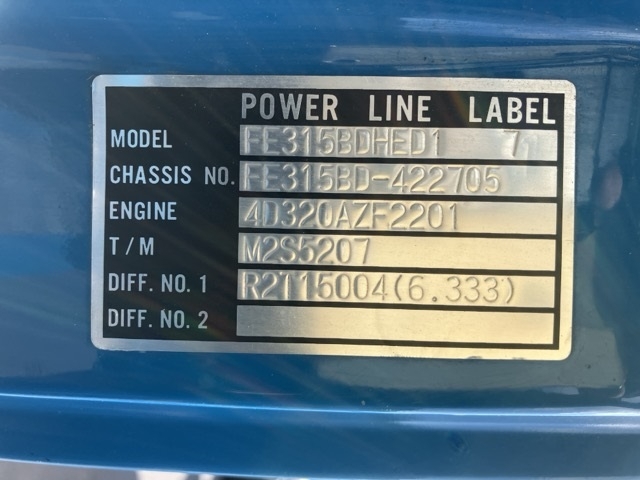 POWER LINE LABEL
MODEL FE315BDHED1 7
CHASSIS NO. FE315BD-422705
ENGINE 4D320AZF2201
T/M M2S5207
DIFF. NO. 1 R2T15004(6.333)
DIFF. NO. 2